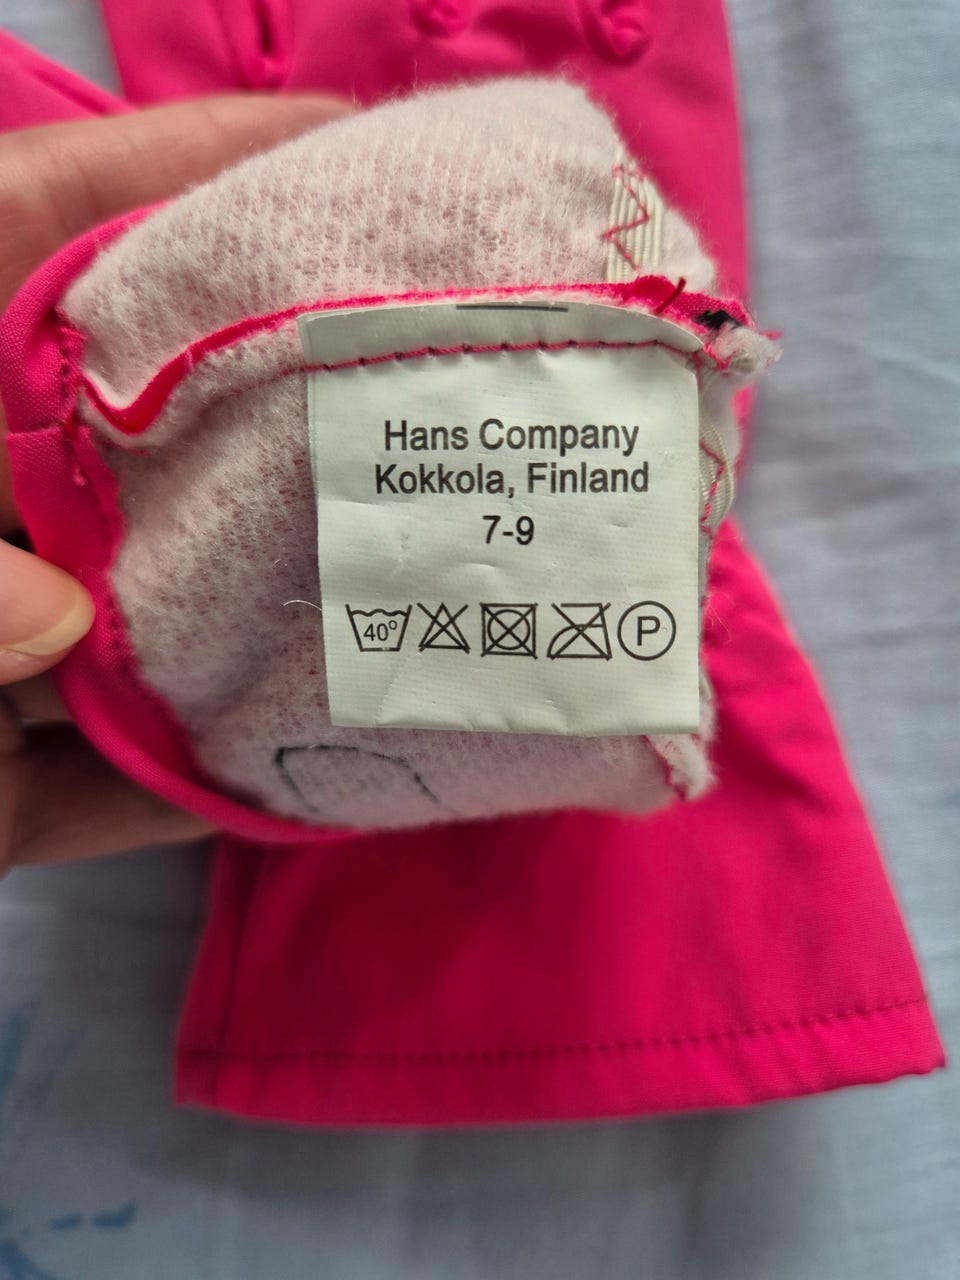 Hans Company
Kokkola, Finland
7-9
40° P